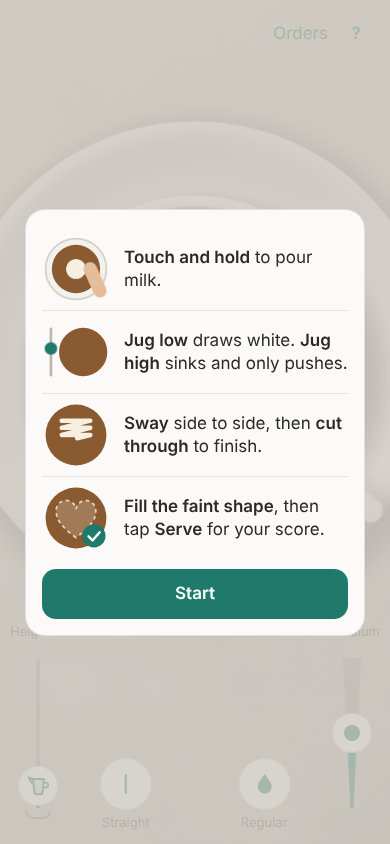 Orders ?
Touch and hold to pour
milk.
Jug low draws white. Jug
high sinks and only pushes.
Sway side to side, then cut
through to finish.
Fill the faint shape, then
tap Serve for your score.
Start
Straight
Regular